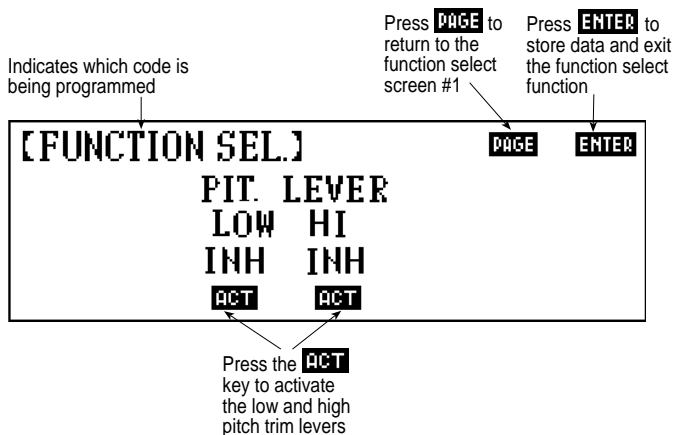 Press PAGE to
return to the
function select
screen #1
Press ENTER to
store data and exit
the function select
function
Indicates which code is
being programmed
[FUNCTION SEL.]
PAGE
ENTER
PIT. LEVER
LOW HI
INH INH
ACT ACT
Press the ACT
key to activate
the low and high
pitch trim levers